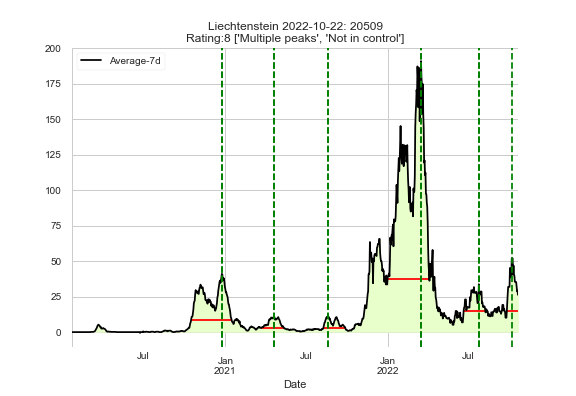 Liechtenstein 2022-10-22: 20509
Rating:8 ['Multiple peaks', 'Not in control']
Average-7d
200
175
150
125
100
75
50
25
0
Jul
Jan
2021
Jul
Jan
2022
Jul
Date